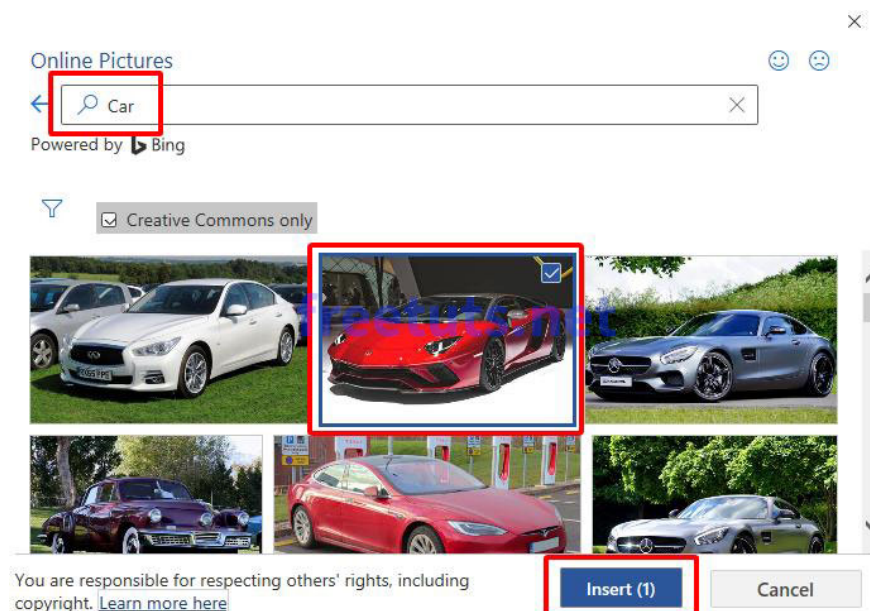 Online Pictures
Car
Powered by Bing
Creative Commons only
freetuts.net
You are responsible for respecting others' rights, including
copyright. Learn more here
Insert (1)
Cancel